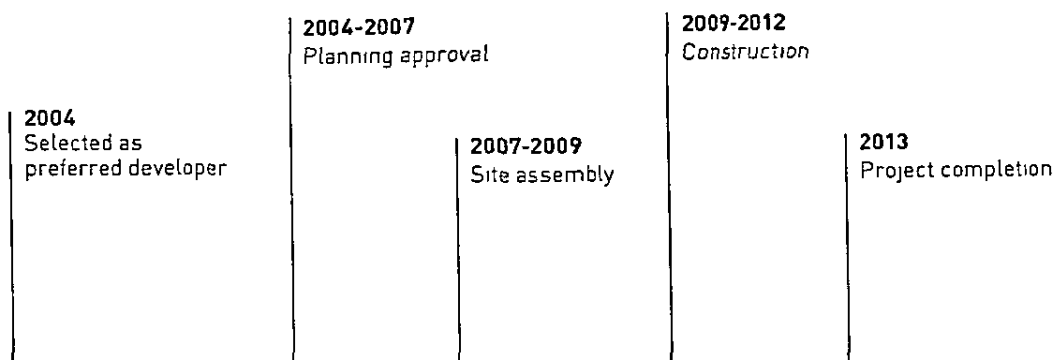 2004
Selected as
preferred developer
2004-2007
Planning approval
2007-2009
Site assembly
2009-2012
Construction
2013
Project completion